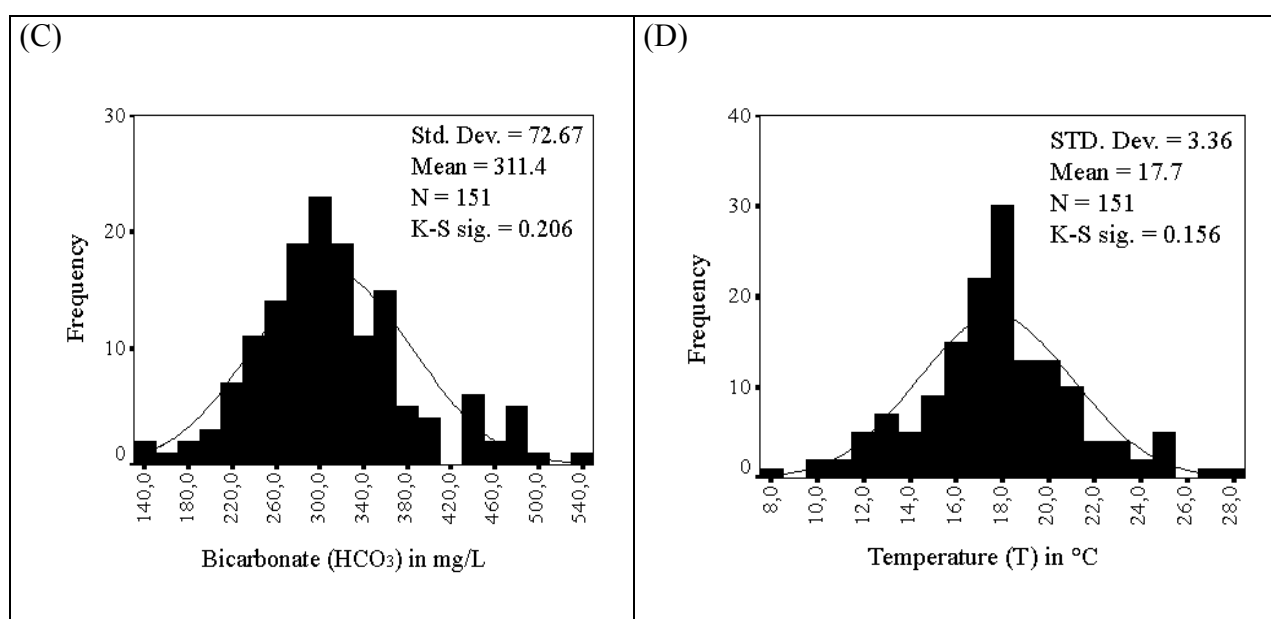 (C)
30
20
10
0
Frequency
Std. Dev. = 72.67
Mean = 311.4
N = 151
K-S sig. = 0.206
140,0
180,0
220,0
260,0
300,0
340,0
380,0
420,0
460,0
500,0
540,0
Bicarbonate (HCO3) in mg/L
(D)
40
30
20
10
0
Frequency
STD. Dev. = 3.36
Mean = 17.7
N = 151
K-S sig. = 0.156
8,0
10,0
12,0
14,0
16,0
18,0
20,0
22,0
24,0
26,0
28,0
Temperature (T) in °C